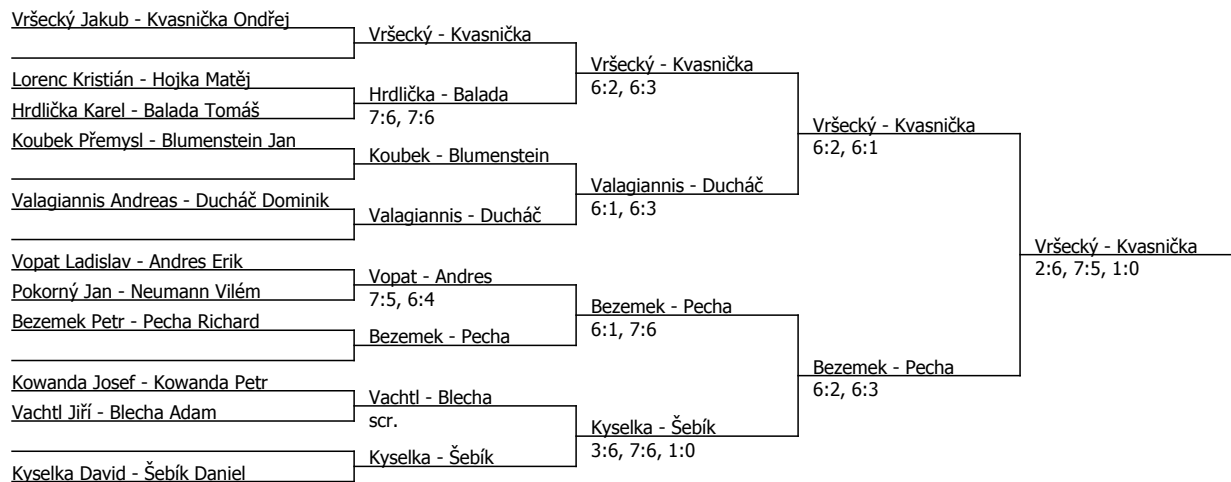 Vršecký Jakub - Kvasnička Ondřej
Lorenc Kristián - Hojka Matěj
Hrdlička Karel - Balada Tomáš
Koubek Přemysl - Blumenstein Jan
Valagiannis Andreas - Ducháč Dominik
Vopat Ladislav - Andres Erik
Pokorný Jan - Neumann Vilém
Bezemek Petr - Pecha Richard
Kowanda Josef - Kowanda Petr
Vachtl Jiří - Blecha Adam
Kyselka David - Šebík Daniel
Vršecký - Kvasnička
Hrdlička - Balada
7:6, 7:6
Koubek - Blumenstein
Valagiannis - Ducháč
Vopat - Andres
7:5, 6:4
Bezemek - Pecha
Vachtl - Blecha
scr.
Kyselka - Šebík
Vršecký - Kvasnička
6:2, 6:3
Valagiannis - Ducháč
6:1, 6:3
Bezemek - Pecha
6:1, 7:6
Kyselka - Šebík
3:6, 7:6, 1:0
Vršecký - Kvasnička
6:2, 6:1
Bezemek - Pecha
6:2, 6:3
Vršecký - Kvasnička
2:6, 7:5, 1:0